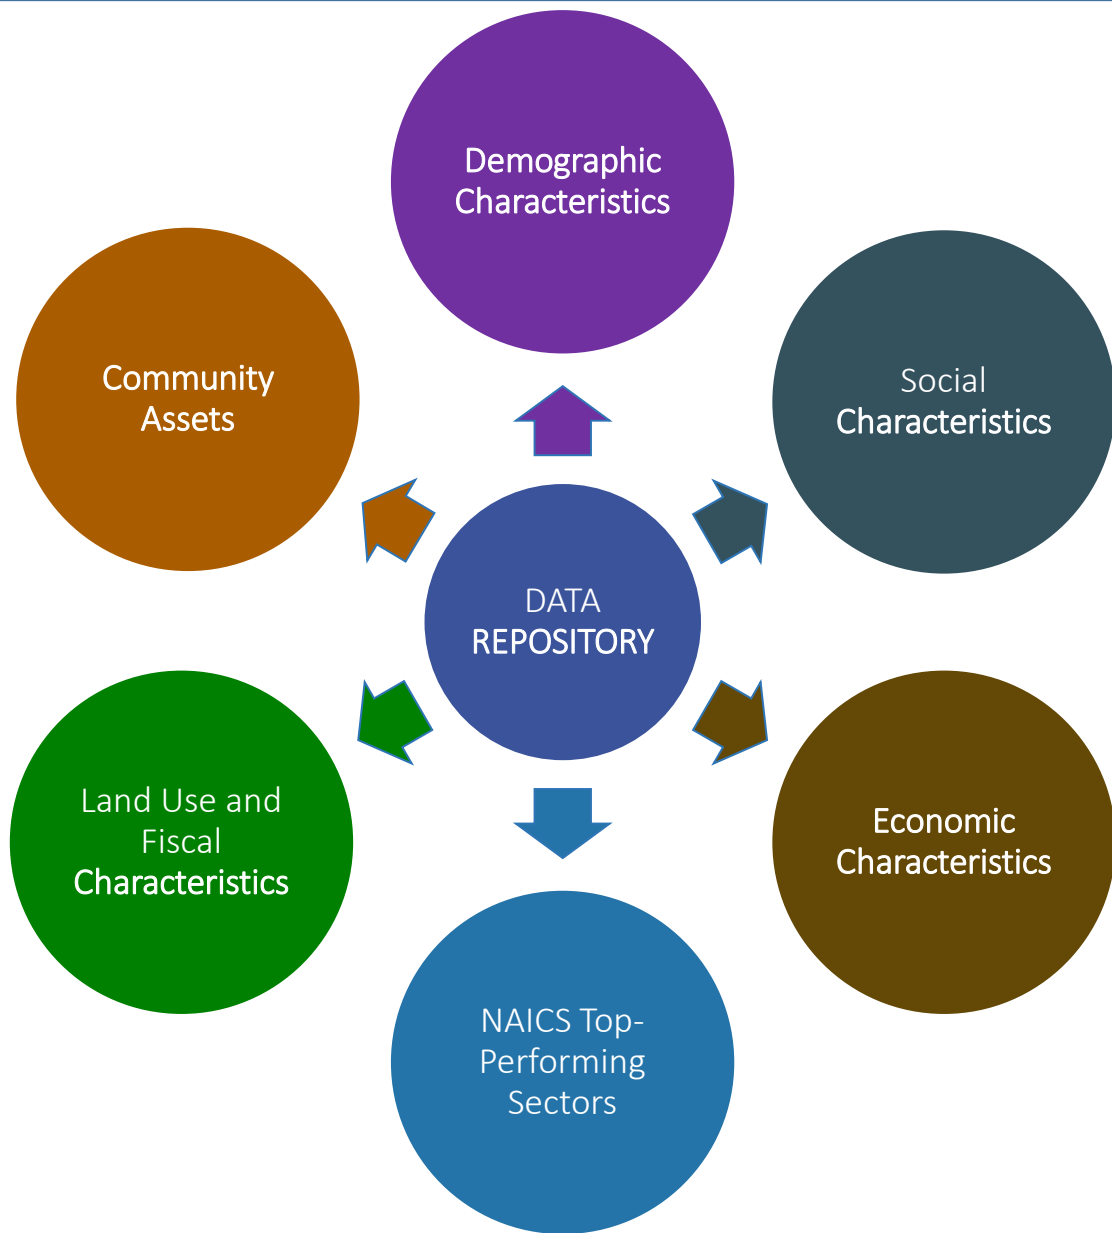 Demographic
Characteristics
Social
Characteristics
Community
Assets
DATA
REPOSITORY
Economic
Characteristics
Land Use and
Fiscal
Characteristics
NAICS Top-
Performing
Sectors